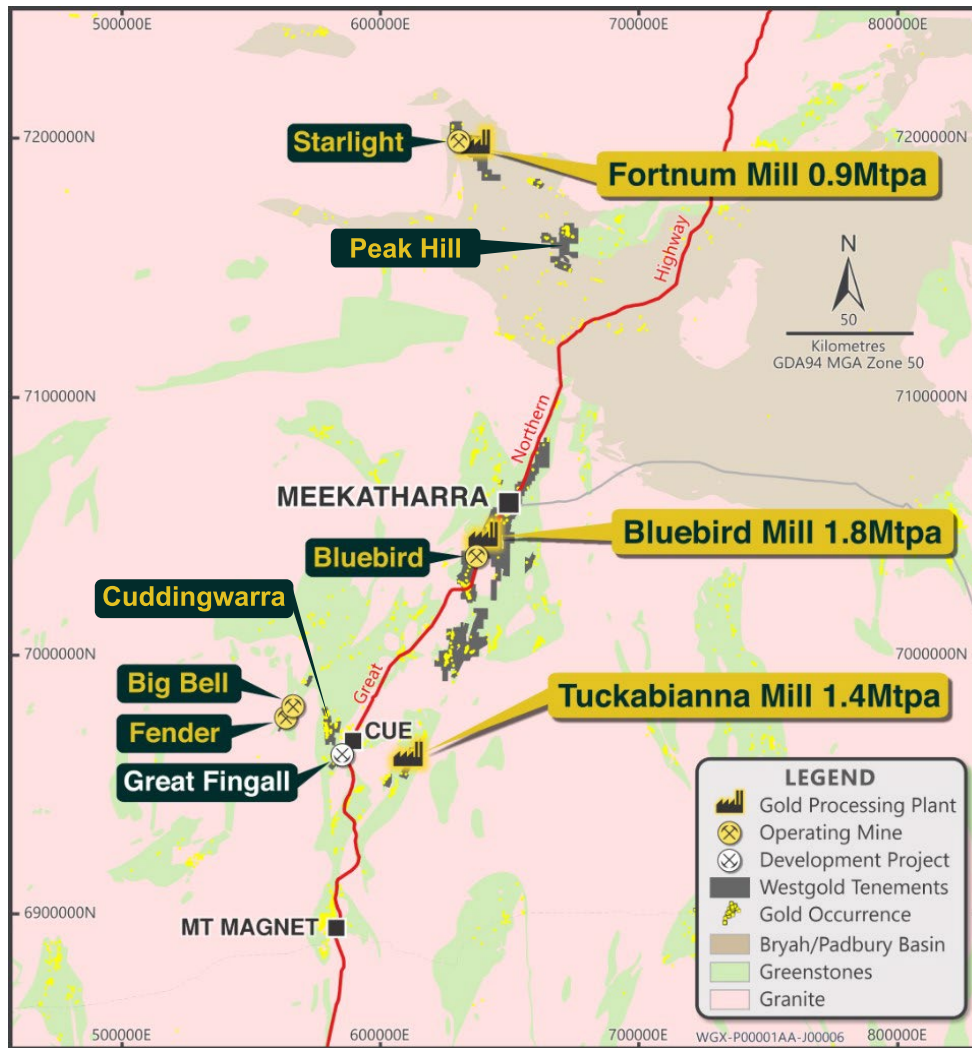 500000E
600000E
700000E
800000E
7200000N
7200000N
Starlight
Fortnum Mill 0.9Mtpa
Peak Hill
Highway
N
50
Kilometres
GDA94 MGA Zone 50
7100000N
7100000N
Northern
MEEKATHARRA
Bluebird Mill 1.8Mtpa
Bluebird
Cuddingwarra
7000000N
7000000N
Great
Big Bell
Tuckabianna Mill 1.4Mtpa
Fender
CUE
Great Fingall
LEGEND
Gold Processing Plant
Operating Mine
Development Project
Westgold Tenements
Gold Occurrence
Bryah/Padbury Basin
Greenstones
Granite
6900000N
MT MAGNET
500000E
600000E
700000E
800000E
WGX-P00001AA-J00006